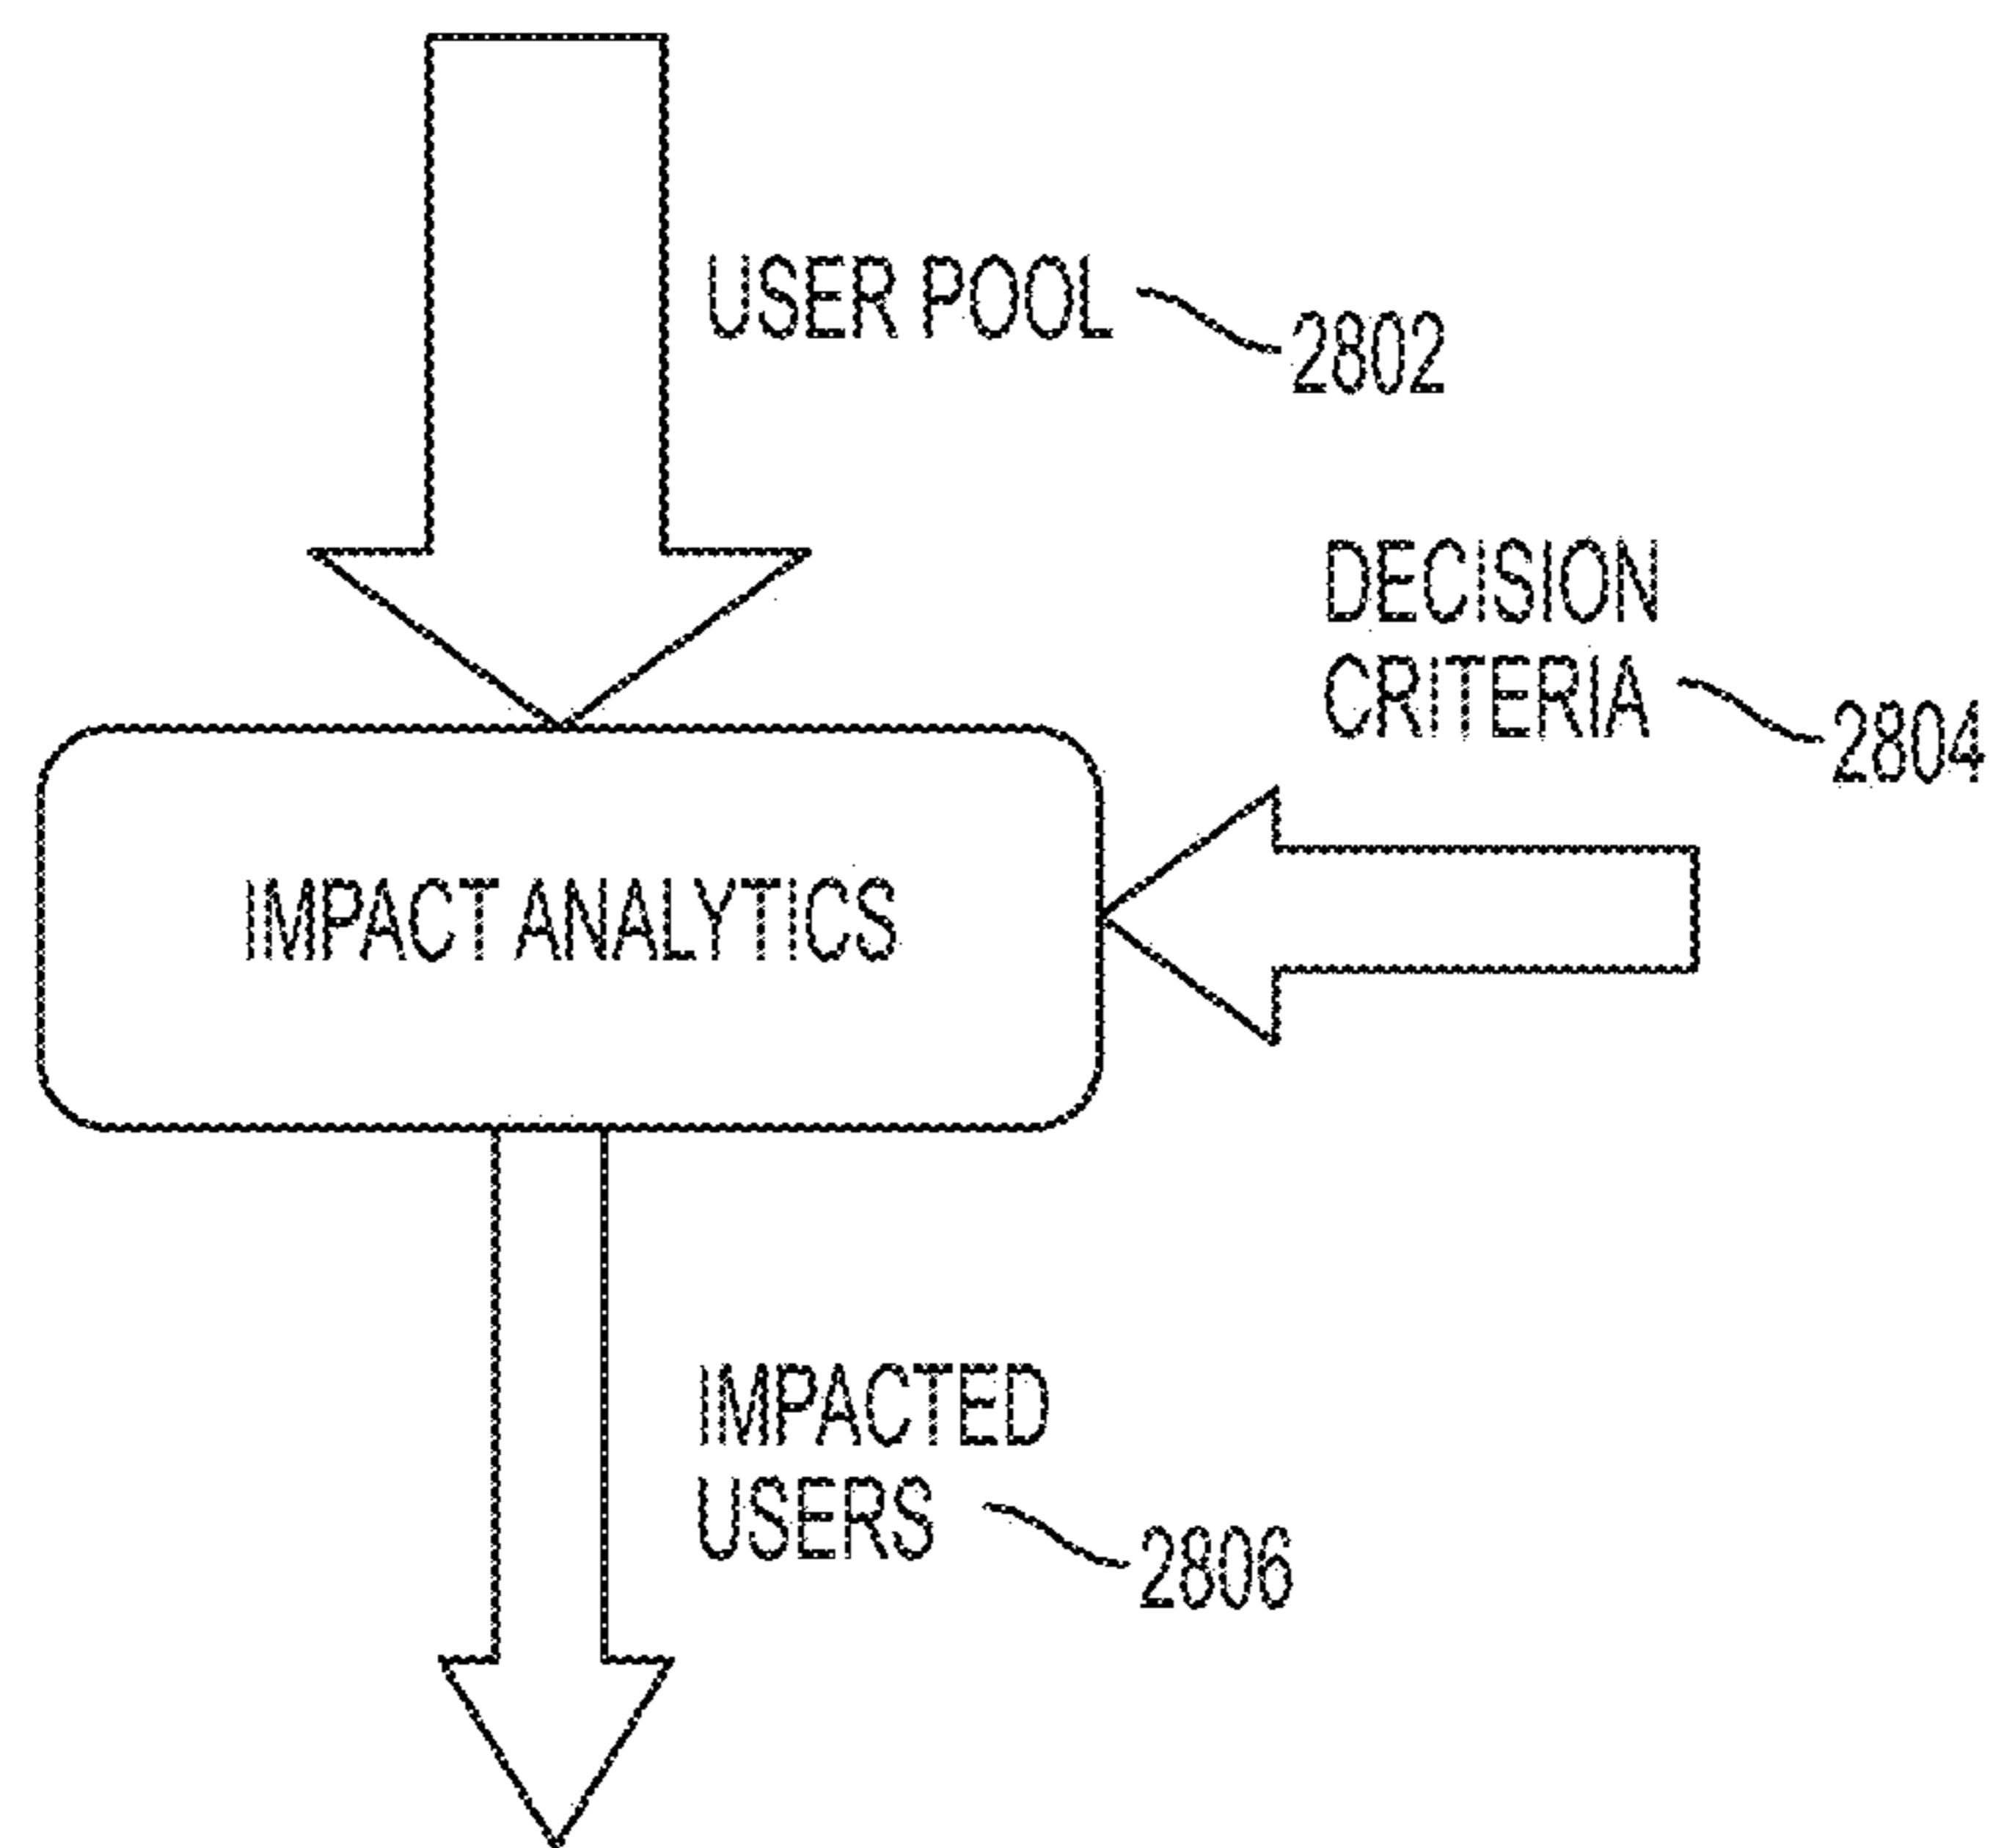 USER POOL
2802
DECISION
CRITERIA
2804
IMPACT ANALYTICS
IMPACTED
USERS
2806